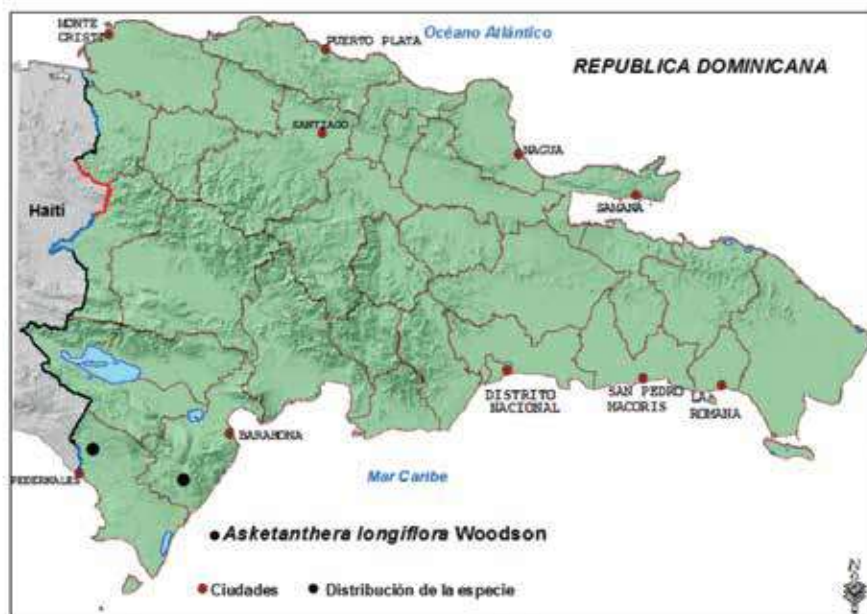 MONTE
CRISTI
PUERTO PLATA
Océano Atlántico
REPUBLICA DOMINICANA
SANTIAGO
NAGUA
SAMANA
Haití
DISTRITO
NACIONAL
SAN PEDRO
MACORIS
LA
ROMANA
BARAHONA
PEDERNALES
Mar Caribe
Asketanthera longiflora Woodson
Ciudades
Distribución de la especie
N